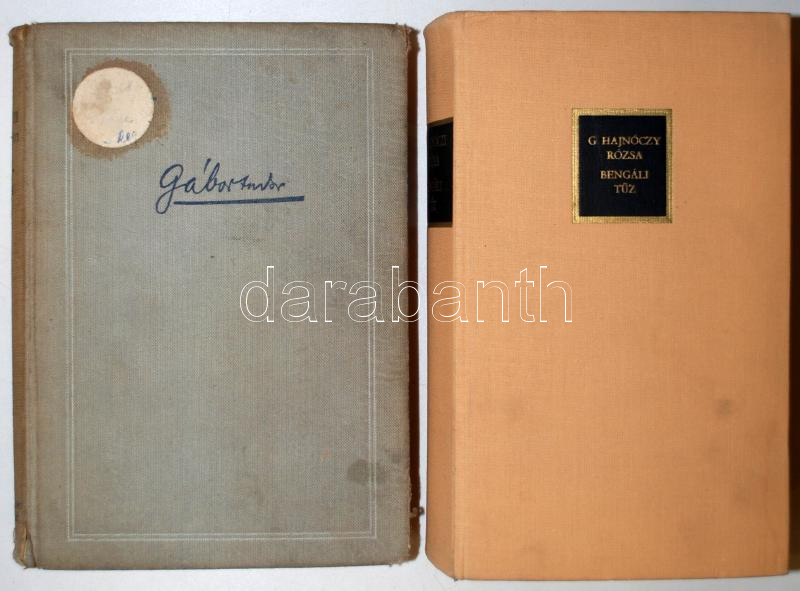 Gábor Andor
G. HAJNÓCZY
RÓZSA
BENGÁLI
TŰZ
darabanth